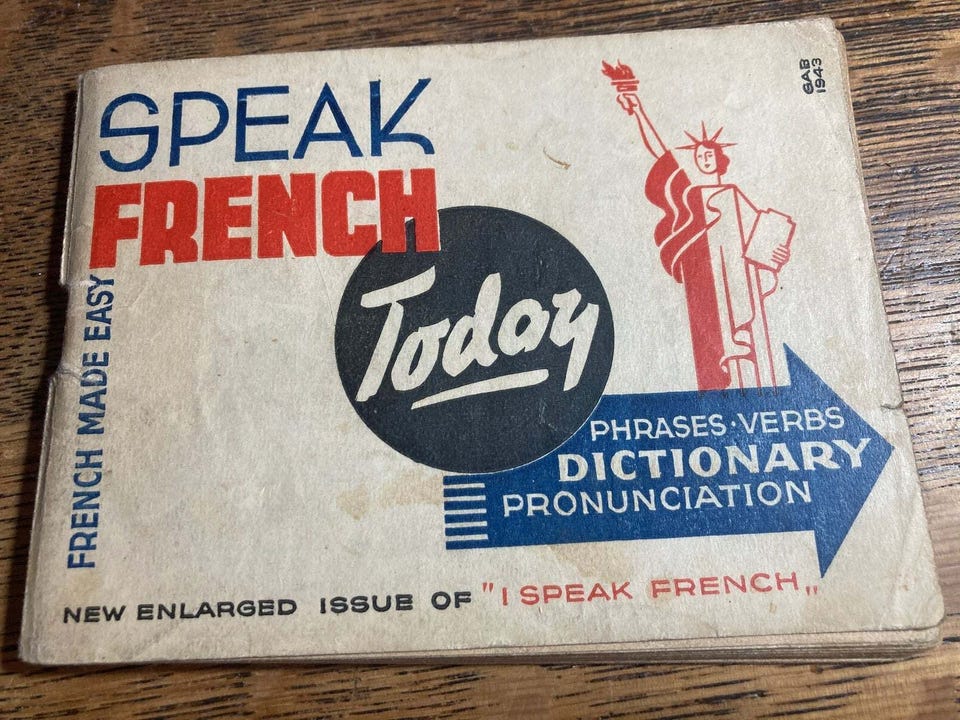 SPEAK
FRENCH
Today
FRENCH MADE EASY
GAB
1943
PHRASES · VERBS
DICTIONARY
PRONUNCIATION
NEW ENLARGED ISSUE OF "I SPEAK FRENCH„